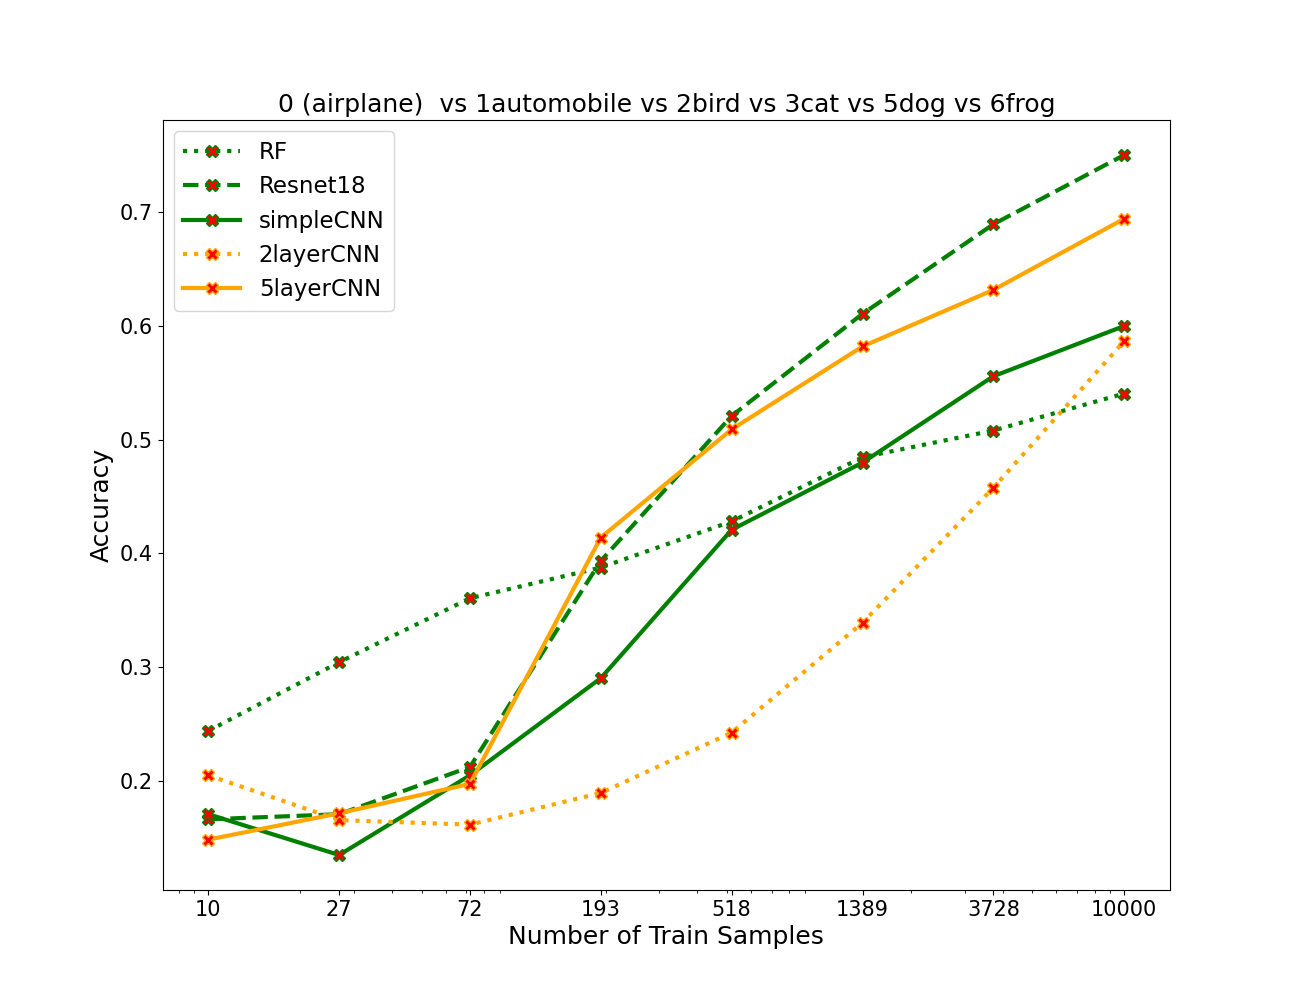 0 (airplane)  vs 1automobile vs 2bird vs 3cat vs 5dog vs 6frog
RF
Resnet18
simpleCNN
2layerCNN
5layerCNN
0.7
0.6
0.5
0.4
0.3
0.2
Accuracy
10 27 72 193 518 1389 3728 10000
Number of Train Samples